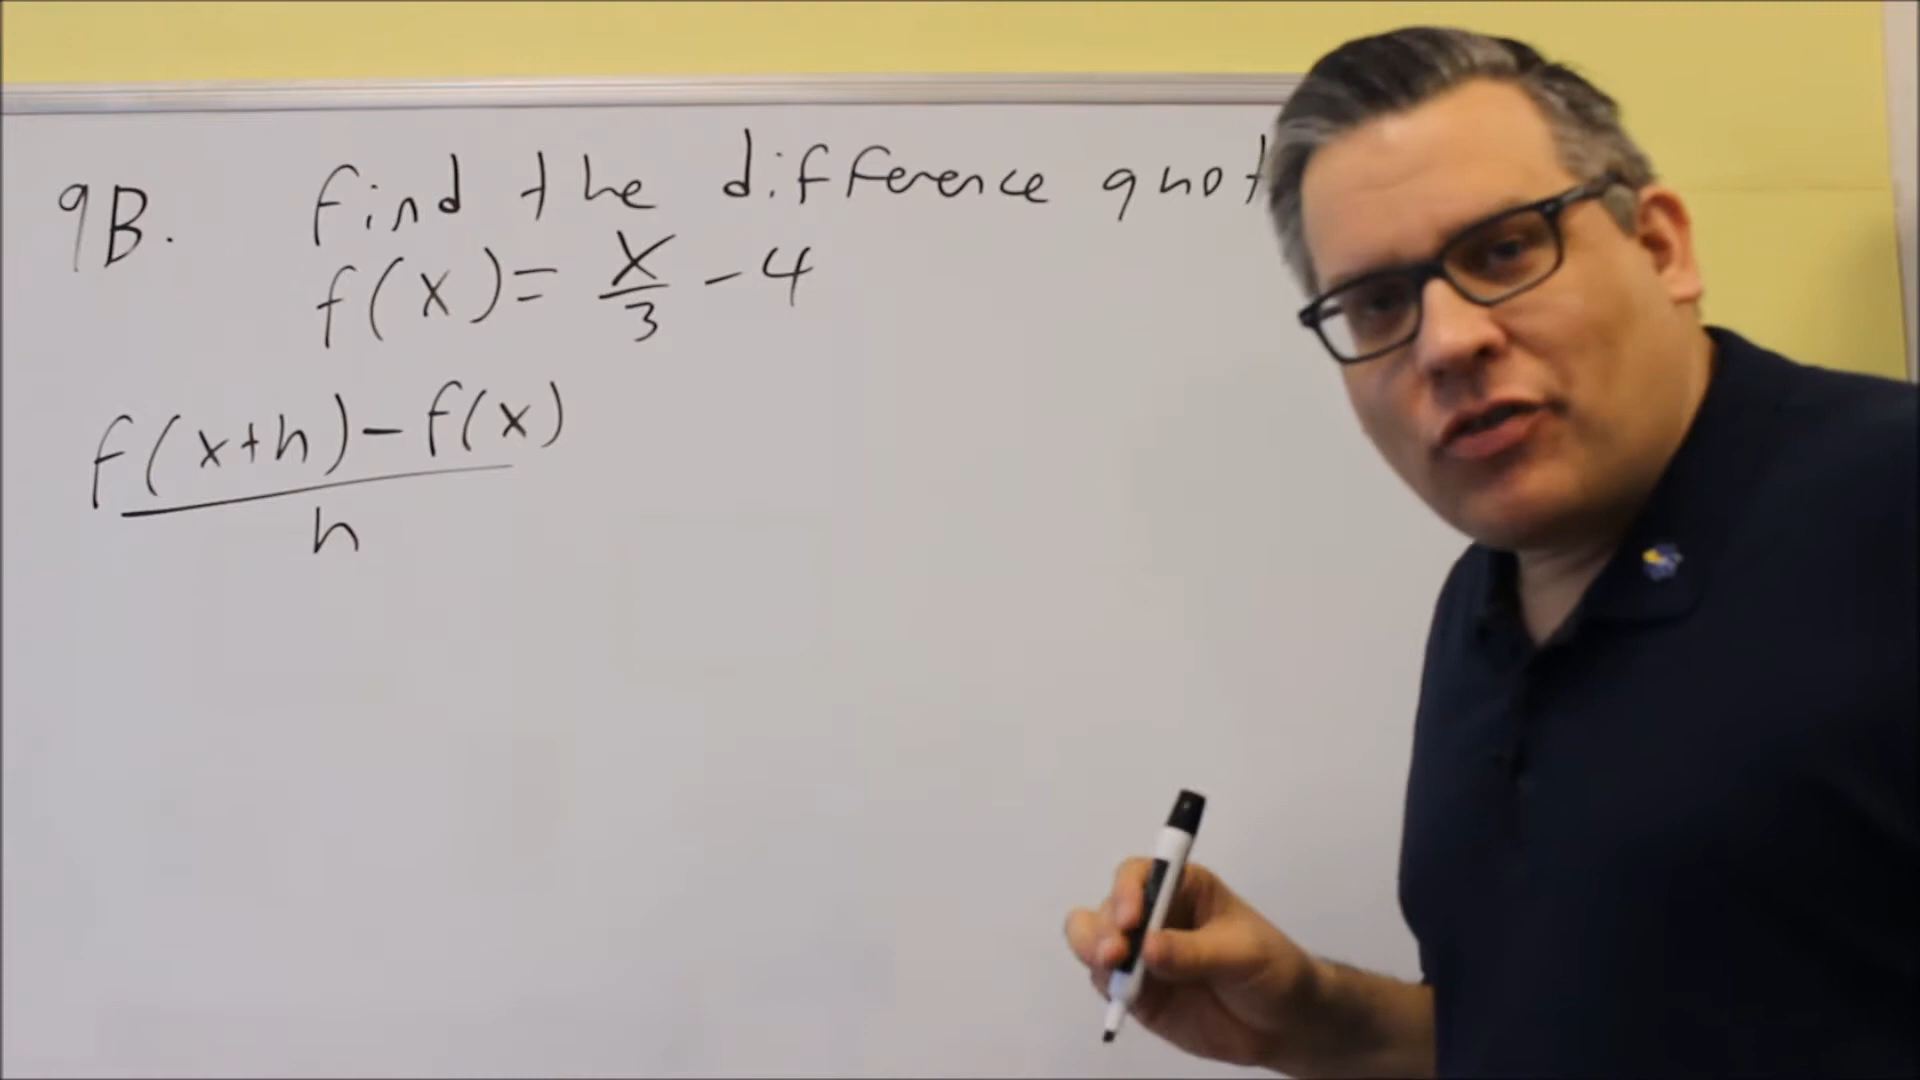 9B. Find the difference quot
f(x) = x/3 - 4
f(x+h) - f(x)
h